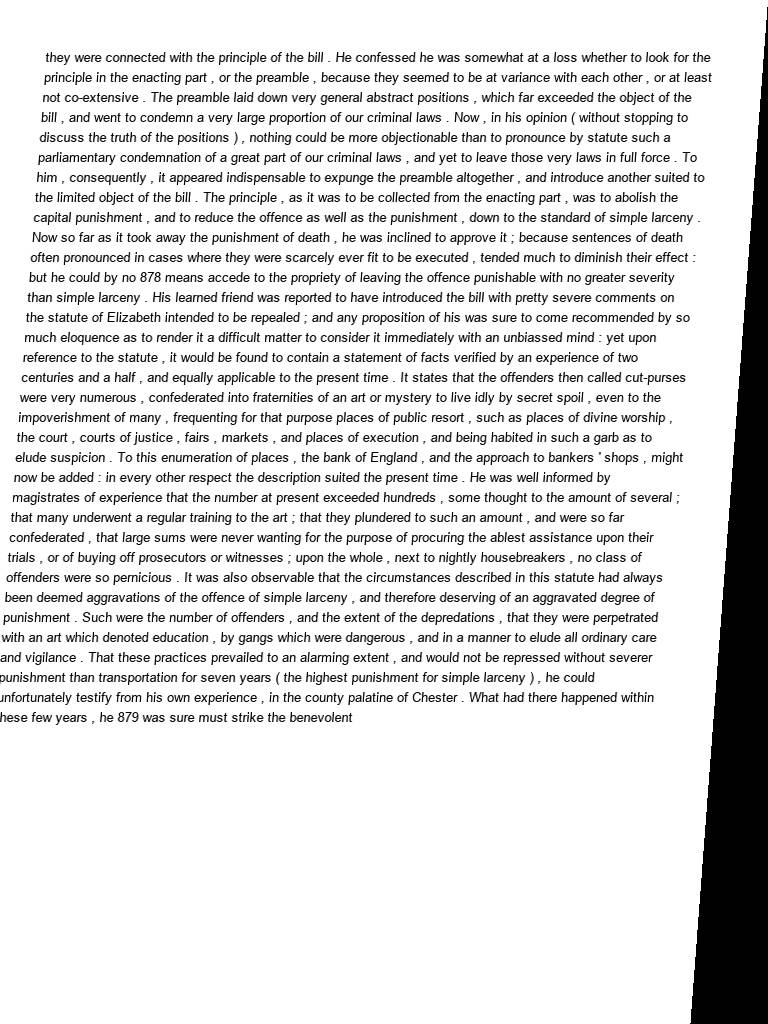 they were connected with the principle of the bill . He confessed he was somewhat at a loss whether to look for the
principle in the enacting part , or the preamble , because they seemed to be at variance with each other , or at least
not co-extensive . The preamble laid down very general abstract positions , which far exceeded the object of the
bill , and went to condemn a very large proportion of our criminal laws . Now , in his opinion ( without stopping to
discuss the truth of the positions ) , nothing could be more objectionable than to pronounce by statute such a
parliamentary condemnation of a great part of our criminal laws , and yet to leave those very laws in full force . To
him , consequently , it appeared indispensable to expunge the preamble altogether , and introduce another suited to
the limited object of the bill . The principle , as it was to be collected from the enacting part , was to abolish the
capital punishment , and to reduce the offence as well as the punishment , down to the standard of simple larceny .
Now so far as it took away the punishment of death , he was inclined to approve it ; because sentences of death
often pronounced in cases where they were scarcely ever fit to be executed , tended much to diminish their effect :
but he could by no 878 means accede to the propriety of leaving the offence punishable with no greater severity
than simple larceny . His learned friend was reported to have introduced the bill with pretty severe comments on
the statute of Elizabeth intended to be repealed ; and any proposition of his was sure to come recommended by so
much eloquence as to render it a difficult matter to consider it immediately with an unbiassed mind : yet upon
reference to the statute , it would be found to contain a statement of facts verified by an experience of two
centuries and a half , and equally applicable to the present time . It states that the offenders then called cut-purses
were very numerous , confederated into fraternities of an art or mystery to live idly by secret spoil , even to the
impoverishment of many , frequenting for that purpose places of public resort , such as places of divine worship ,
the court , courts of justice , fairs , markets , and places of execution , and being habited in such a garb as to
elude suspicion . To this enumeration of places , the bank of England , and the approach to bankers ' shops , might
now be added : in every other respect the description suited the present time . He was well informed by
magistrates of experience that the number at present exceeded hundreds , some thought to the amount of several ;
that many underwent a regular training to the art ; that they plundered to such an amount , and were so far
confederated , that large sums were never wanting for the purpose of procuring the ablest assistance upon their
trials , or of buying off prosecutors or witnesses ; upon the whole , next to nightly housebreakers , no class of
offenders were so pernicious . It was also observable that the circumstances described in this statute had always
been deemed aggravations of the offence of simple larceny , and therefore deserving of an aggravated degree of
punishment . Such were the number of offenders , and the extent of the depredations , that they were perpetrated
with an art which denoted education , by gangs which were dangerous , and in a manner to elude all ordinary care
and vigilance . That these practices prevailed to an alarming extent , and would not be repressed without severer
punishment than transportation for seven years ( the highest punishment for simple larceny ) , he could
unfortunately testify from his own experience , in the county palatine of Chester . What had there happened within
hese few years , he 879 was sure must strike the benevolent